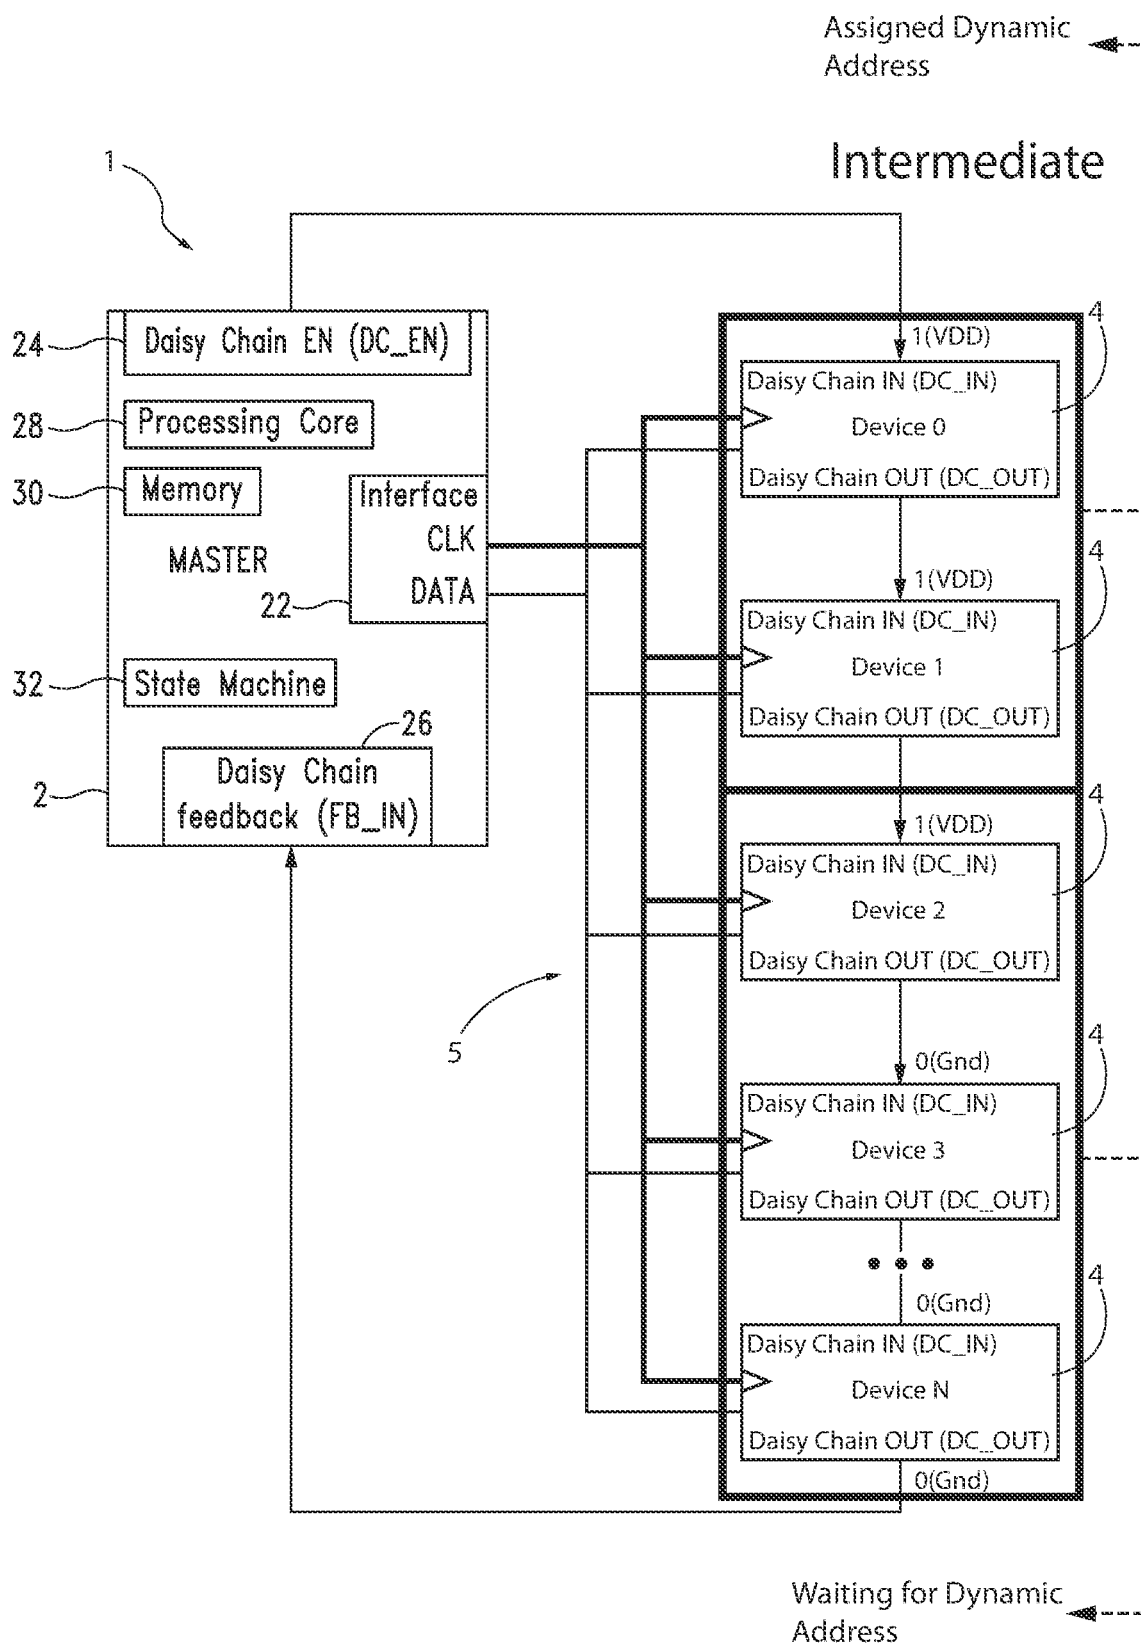 Assigned Dynamic
Address
Intermediate
1
24
Daisy Chain EN (DC_EN)
28
Processing Core
30
Memory
MASTER
Interface
CLK
DATA
22
32
State Machine
26
2
Daisy Chain
feedback (FB_IN)
5
4
1(VDD)
Daisy Chain IN (DC_IN)
Device 0
Daisy Chain OUT (DC_OUT)
4
1(VDD)
Daisy Chain IN (DC_IN)
Device 1
Daisy Chain OUT (DC_OUT)
4
1(VDD)
Daisy Chain IN (DC_IN)
Device 2
Daisy Chain OUT (DC_OUT)
4
0(Gnd)
Daisy Chain IN (DC_IN)
Device 3
Daisy Chain OUT (DC_OUT)
4
0(Gnd)
Daisy Chain IN (DC_IN)
Device N
Daisy Chain OUT (DC_OUT)
0(Gnd)
Waiting for Dynamic
Address